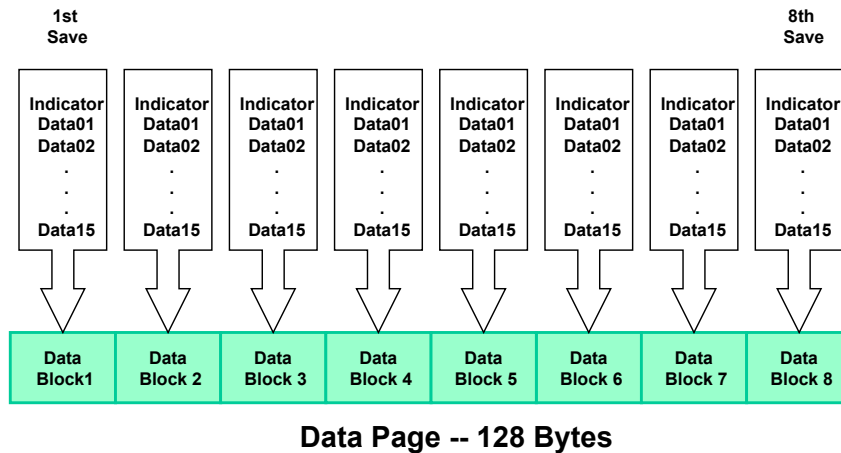 1st
Save
8th
Save
Indicator
Data01
Data02
.
.
.
Data15
Indicator
Data01
Data02
.
.
.
Data15
Indicator
Data01
Data02
.
.
.
Data15
Indicator
Data01
Data02
.
.
.
Data15
Indicator
Data01
Data02
.
.
.
Data15
Indicator
Data01
Data02
.
.
.
Data15
Indicator
Data01
Data02
.
.
.
Data15
Indicator
Data01
Data02
.
.
.
Data15
Data
Block1
Data
Block 2
Data
Block 3
Data
Block 4
Data
Block 5
Data
Block 6
Data
Block 7
Data
Block 8
Data Page -- 128 Bytes